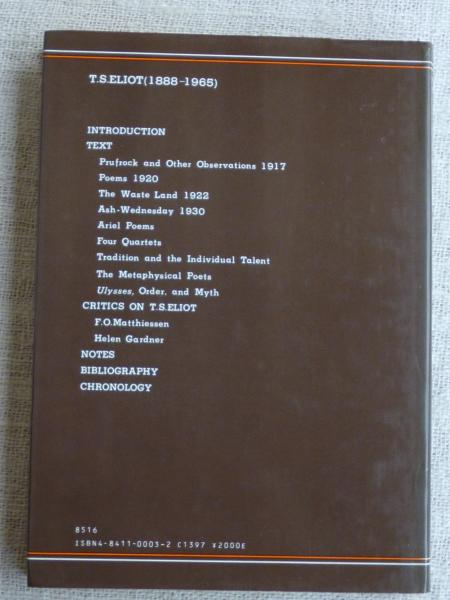 T.S.ELIOT(1888-1965)
INTRODUCTION
TEXT
Prufrock and Other Observations 1917
Poems 1920
The Waste Land 1922
Ash-Wednesday 1930
Ariel Poems
Four Quartets
Tradition and the Individual Talent
The Metaphysical Poets
Ulysses, Order, and Myth
CRITICS ON T.S.ELIOT
F.O.Matthiessen
Helen Gardner
NOTES
BIBLIOGRAPHY
CHRONOLOGY
8516
ISBN4-8411-0003-2 C1397 ¥2000E